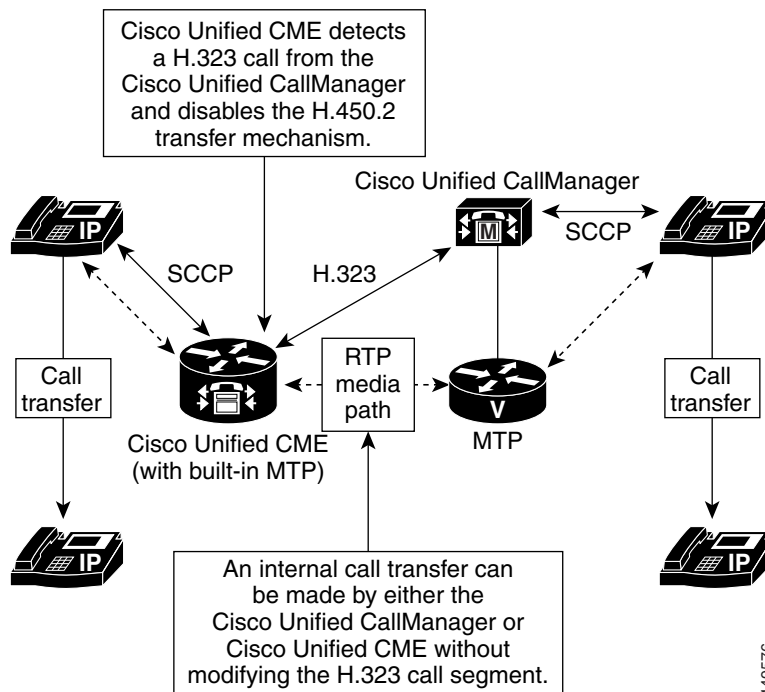 Cisco Unified CME detects
a H.323 call from the
Cisco Unified CallManager
and disables the H.450.2
transfer mechanism.
Cisco Unified CallManager
IP
M
IP
SCCP
SCCP
H.323
Call
transfer
RTP
media
path
Call
transfer
V
Cisco Unified CME
(with built-in MTP)
MTP
IP
IP
An internal call transfer can
be made by either the
Cisco Unified CallManager or
Cisco Unified CME without
modifying the H.323 call segment.